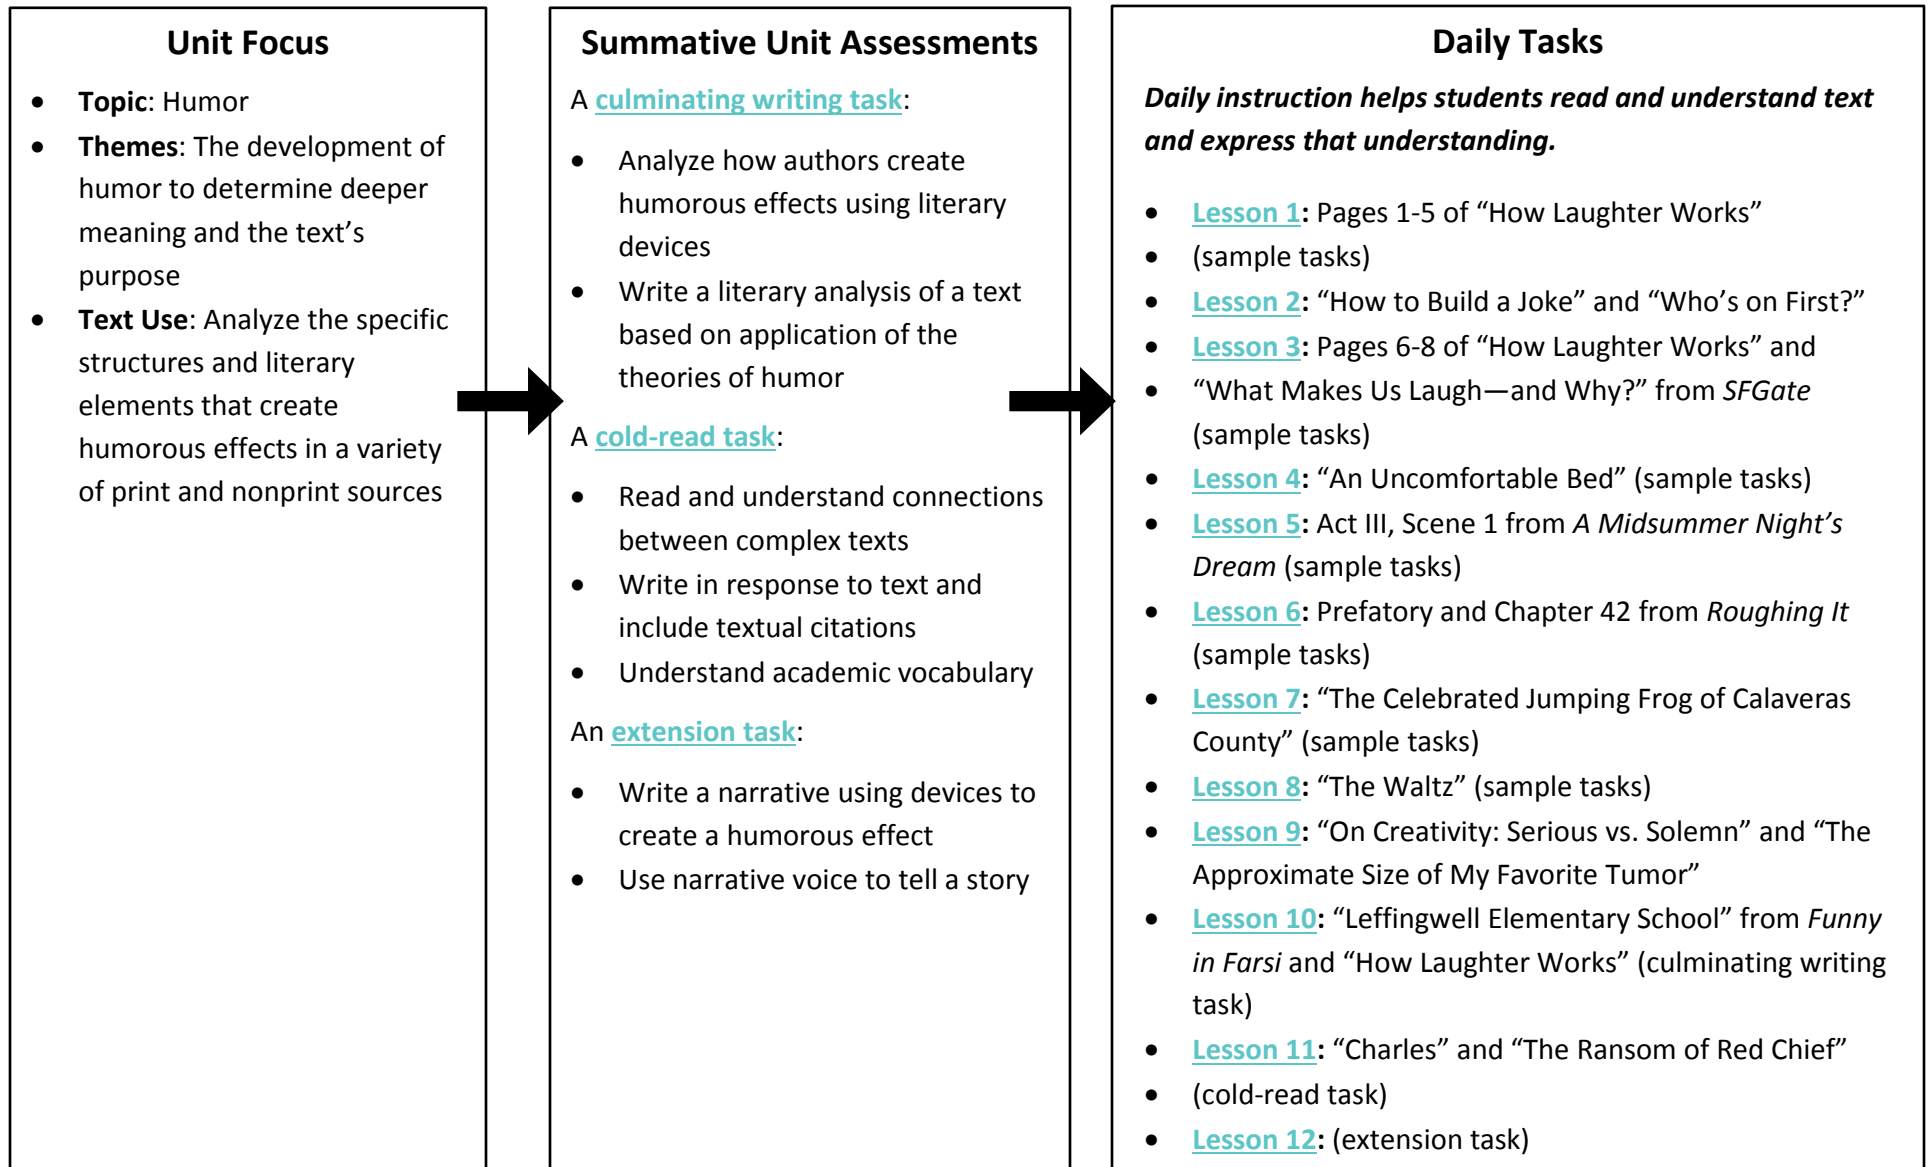 Unit Focus
• Topic: Humor
• Themes: The development of
humor to determine deeper
meaning and the text’s
purpose
• Text Use: Analyze the specific
structures and literary
elements that create
humorous effects in a variety
of print and nonprint sources
Summative Unit Assessments
A culminating writing task:
• Analyze how authors create
humorous effects using literary
devices
• Write a literary analysis of a text
based on application of the
theories of humor
A cold-read task:
• Read and understand connections
between complex texts
• Write in response to text and
include textual citations
• Understand academic vocabulary
An extension task:
• Write a narrative using devices to
create a humorous effect
• Use narrative voice to tell a story
Daily Tasks
Daily instruction helps students read and understand text
and express that understanding.
• Lesson 1: Pages 1-5 of “How Laughter Works”
• (sample tasks)
• Lesson 2: “How to Build a Joke” and “Who’s on First?”
• Lesson 3: Pages 6-8 of “How Laughter Works” and
• “What Makes Us Laugh—and Why?” from SFGate
(sample tasks)
• Lesson 4: “An Uncomfortable Bed” (sample tasks)
• Lesson 5: Act III, Scene 1 from A Midsummer Night’s
Dream (sample tasks)
• Lesson 6: Prefatory and Chapter 42 from Roughing It
(sample tasks)
• Lesson 7: “The Celebrated Jumping Frog of Calaveras
County” (sample tasks)
• Lesson 8: “The Waltz” (sample tasks)
• Lesson 9: “On Creativity: Serious vs. Solemn” and “The
Approximate Size of My Favorite Tumor”
• Lesson 10: “Leffingwell Elementary School” from Funny
in Farsi and “How Laughter Works” (culminating writing
task)
• Lesson 11: “Charles” and “The Ransom of Red Chief”
• (cold-read task)
• Lesson 12: (extension task)